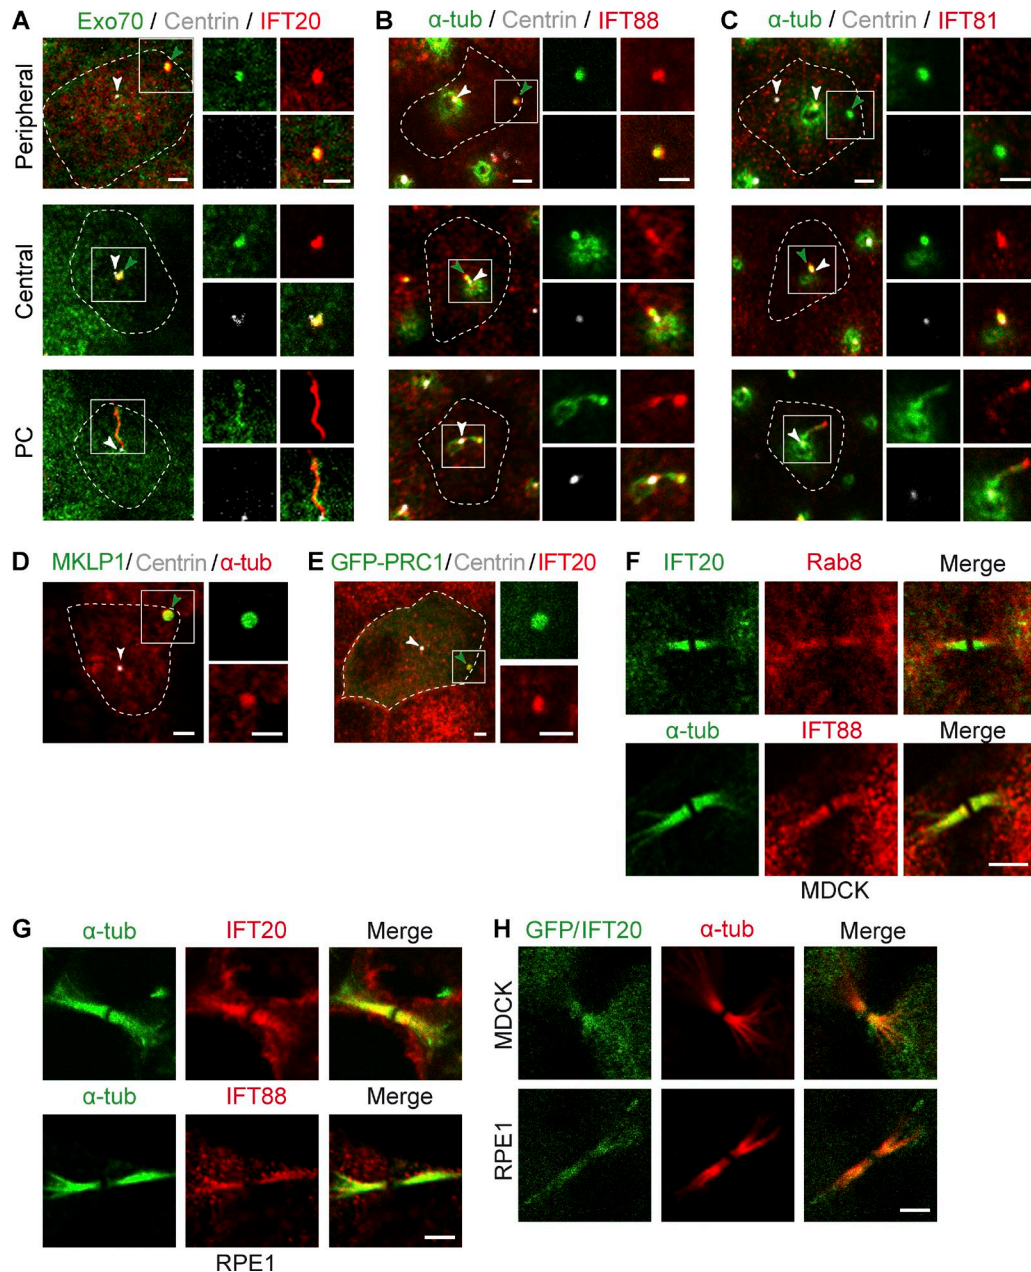 A Exo70 / Centrin / IFT20
B α-tub / Centrin / IFT88
C α-tub / Centrin / IFT81
Peripheral
Central
PC
D MKLP1/Centrin/α-tub
E GFP-PRC1/Centrin/IFT20
F IFT20 Rab8 Merge
α-tub IFT88 Merge
MDCK
G α-tub IFT20 Merge
α-tub IFT88 Merge
RPE1
H GFP/IFT20 α-tub Merge
MDCK
RPE1